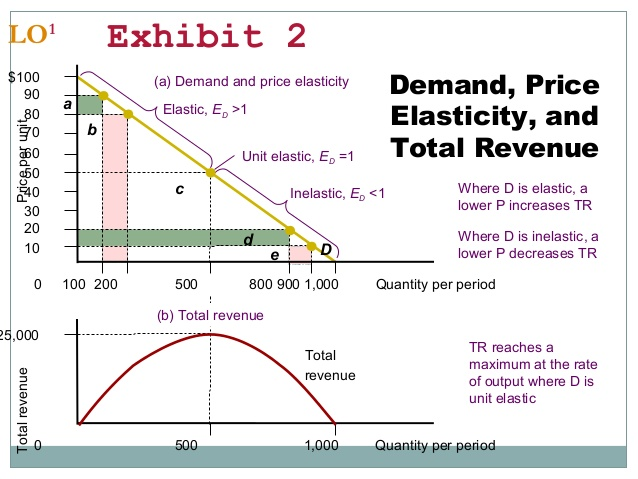 LO1
Exhibit 2
Demand, Price
Elasticity, and
Total Revenue
(a) Demand and price elasticity
Price per unit
$100
90
80
70
60
50
40
30
20
10
a
b
c
d
e
D
Elastic, ED >1
Unit elastic, ED =1
Inelastic, ED <1
0 100 200 500 800 900 1,000 Quantity per period
Where D is elastic, a
lower P increases TR
Where D is inelastic, a
lower P decreases TR
(b) Total revenue
25,000
Total revenue
Total
revenue
0 500 1,000 Quantity per period
TR reaches a
maximum at the rate
of output where D is
unit elastic